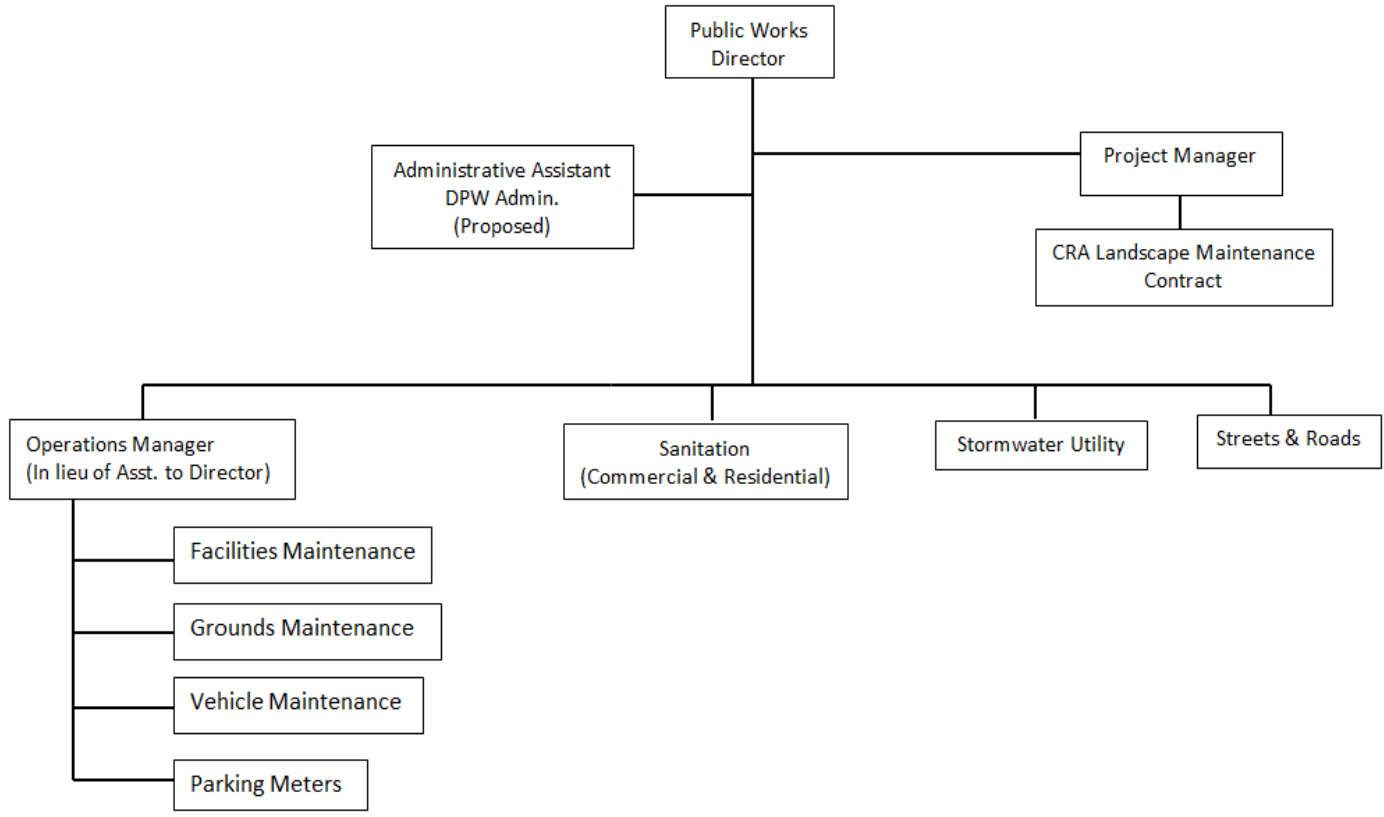 Public Works
Director
Project Manager
Administrative Assistant
DPW Admin.
(Proposed)
CRA Landscape Maintenance
Contract
Operations Manager
(In lieu of Asst. to Director)
Sanitation
(Commercial & Residential)
Stormwater Utility
Streets & Roads
Facilities Maintenance
Grounds Maintenance
Vehicle Maintenance
Parking Meters